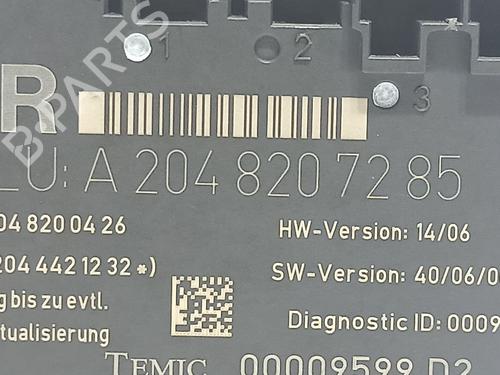 1 2
3
R
LU: A 204 820 72 85
04 820 04 26
HW-Version: 14/06
204 442 12 32 *)
SW-Version: 40/06/0
g bis zu evtl.
Diagnostic ID: 0009
tualisierung
TEMIC 00009599 D2
B-Parts